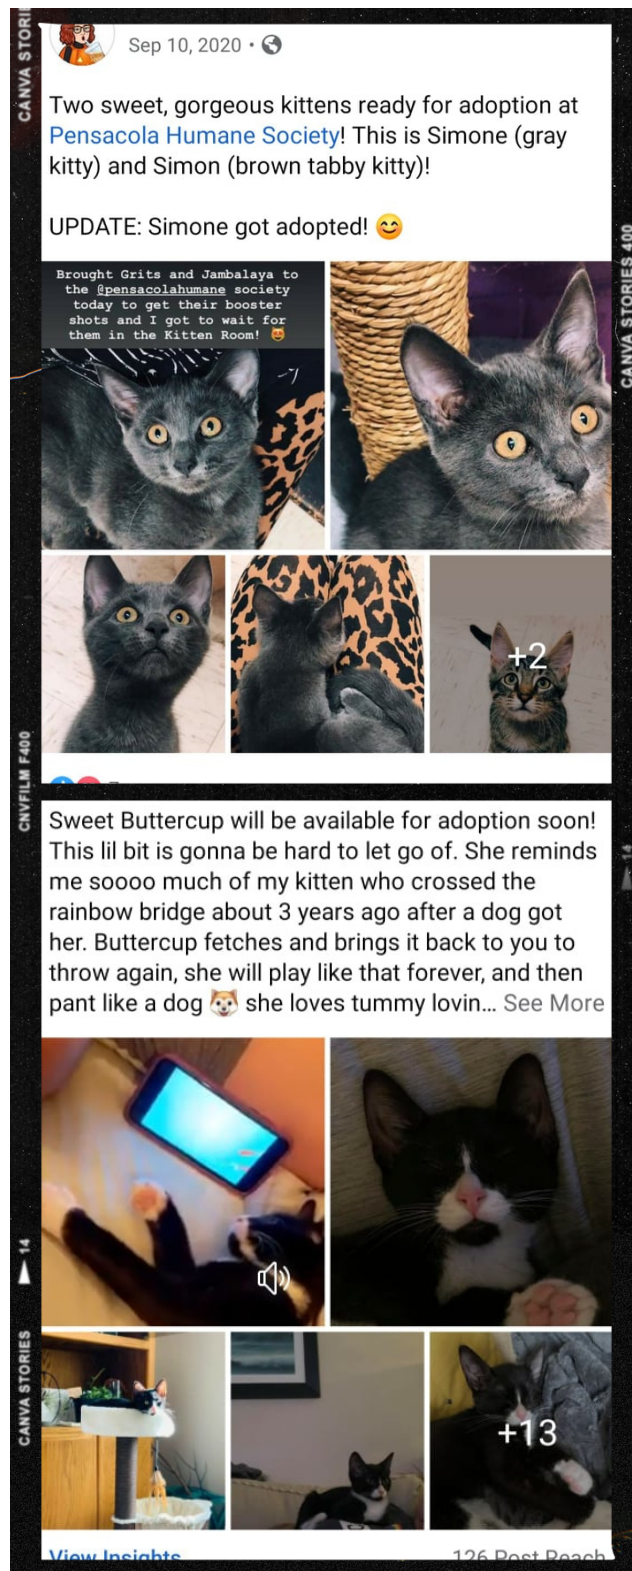 CANVA STORI
Sep 10, 2020 •
Two sweet, gorgeous kittens ready for adoption at
Pensacola Humane Society! This is Simone (gray
kitty) and Simon (brown tabby kitty)!
UPDATE: Simone got adopted! 😊
CANVA STORIES 400
Brought Grits and Jambalaya to
the @pensacolahumane society
today to get their booster
shots and I got to wait for
them in the Kitten Room! 😻
+2
CNVFILM F400
Sweet Buttercup will be available for adoption soon!
This lil bit is gonna be hard to let go of. She reminds
me soooo much of my kitten who crossed the
rainbow bridge about 3 years ago after a dog got
her. Buttercup fetches and brings it back to you to
throw again, she will play like that forever, and then
pant like a dog 🐕 she loves tummy lovin... See More
14
14
+13
CANVA STORIES
View Insights
126 Post Reach